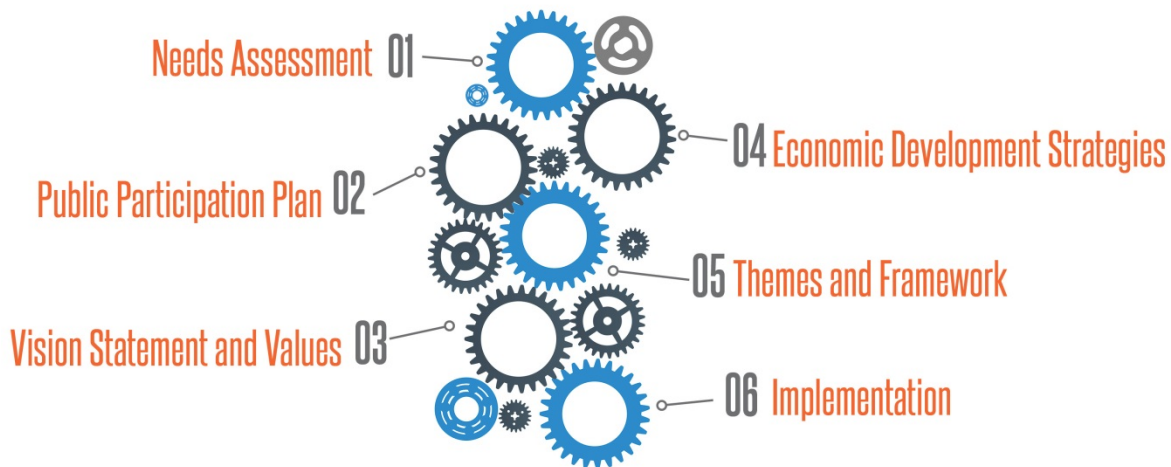 Needs Assessment 01
Public Participation Plan 02
Vision Statement and Values 03
04 Economic Development Strategies
05 Themes and Framework
06 Implementation